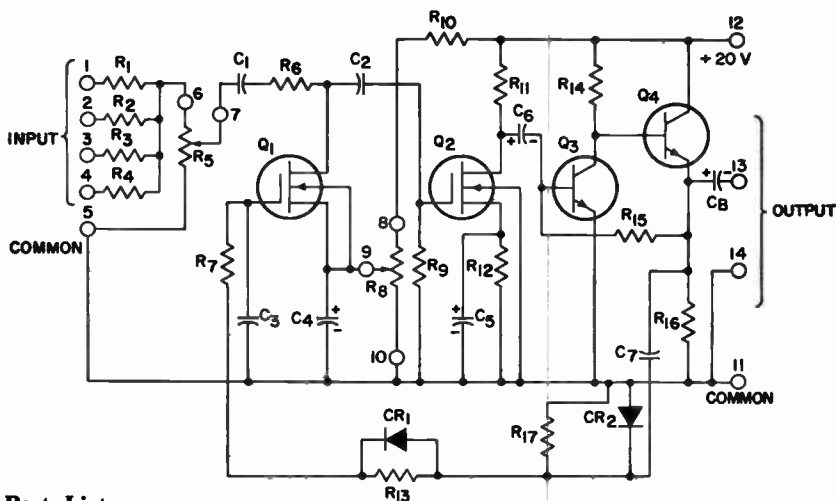 R10
12
+20 V
1
R1
C1
R6
C2
6
7
R11
R14
Q4
2
R2
INPUT
3
R3
R5
Q1
Q2
C6
+ -
Q3
4
R4
5
COMMON
8
9
R8
R7
R9
R12
R15
+ - 13
CB
OUTPUT
14
C3
C4
+
-
C5
+
-
R16
C7
10
11
COMMON
CR1
R13
R17
CR2